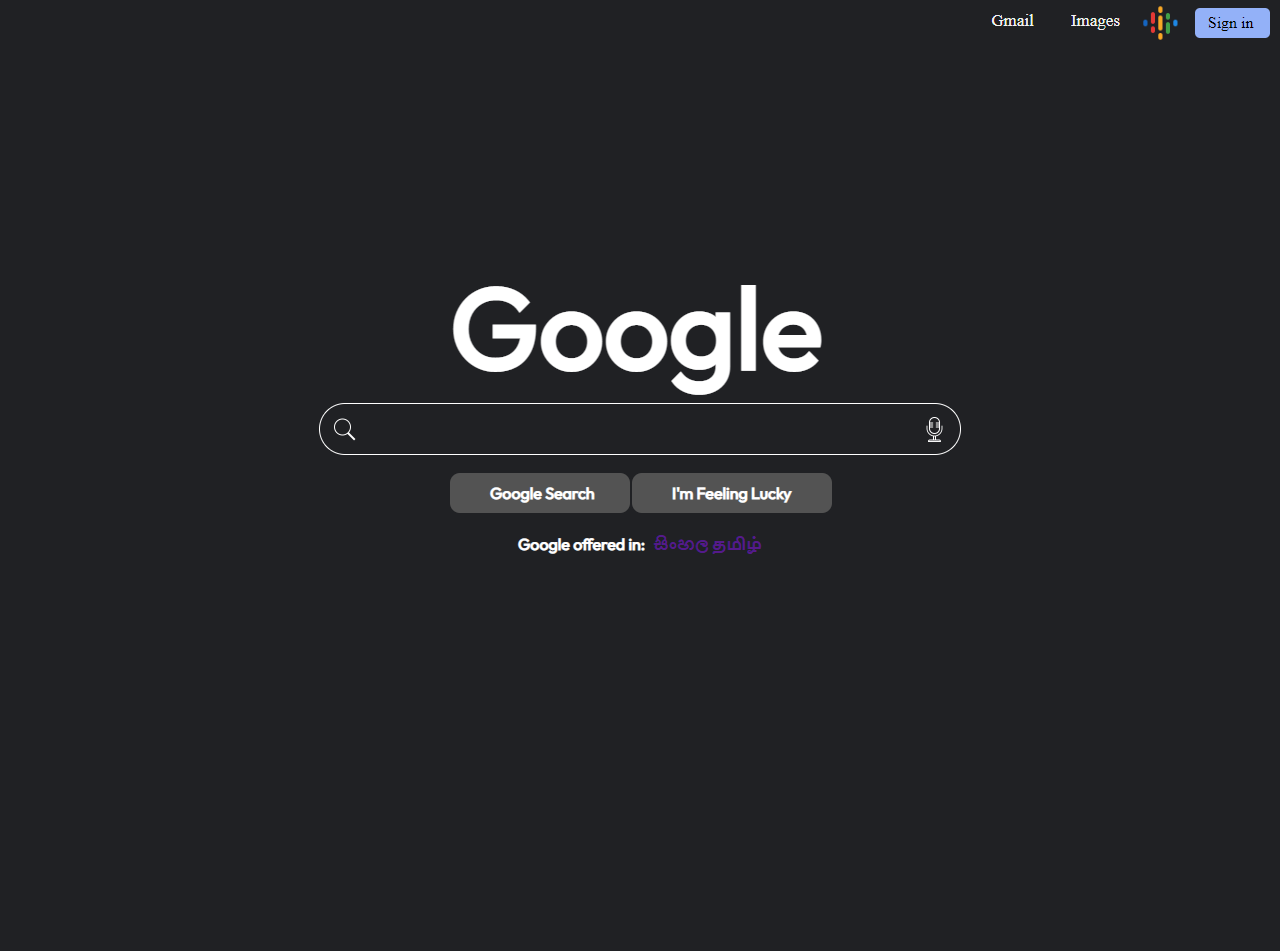 Gmail Images Sign in
Google
Google Search I'm Feeling Lucky
Google offered in: සිංහල தமிழ்